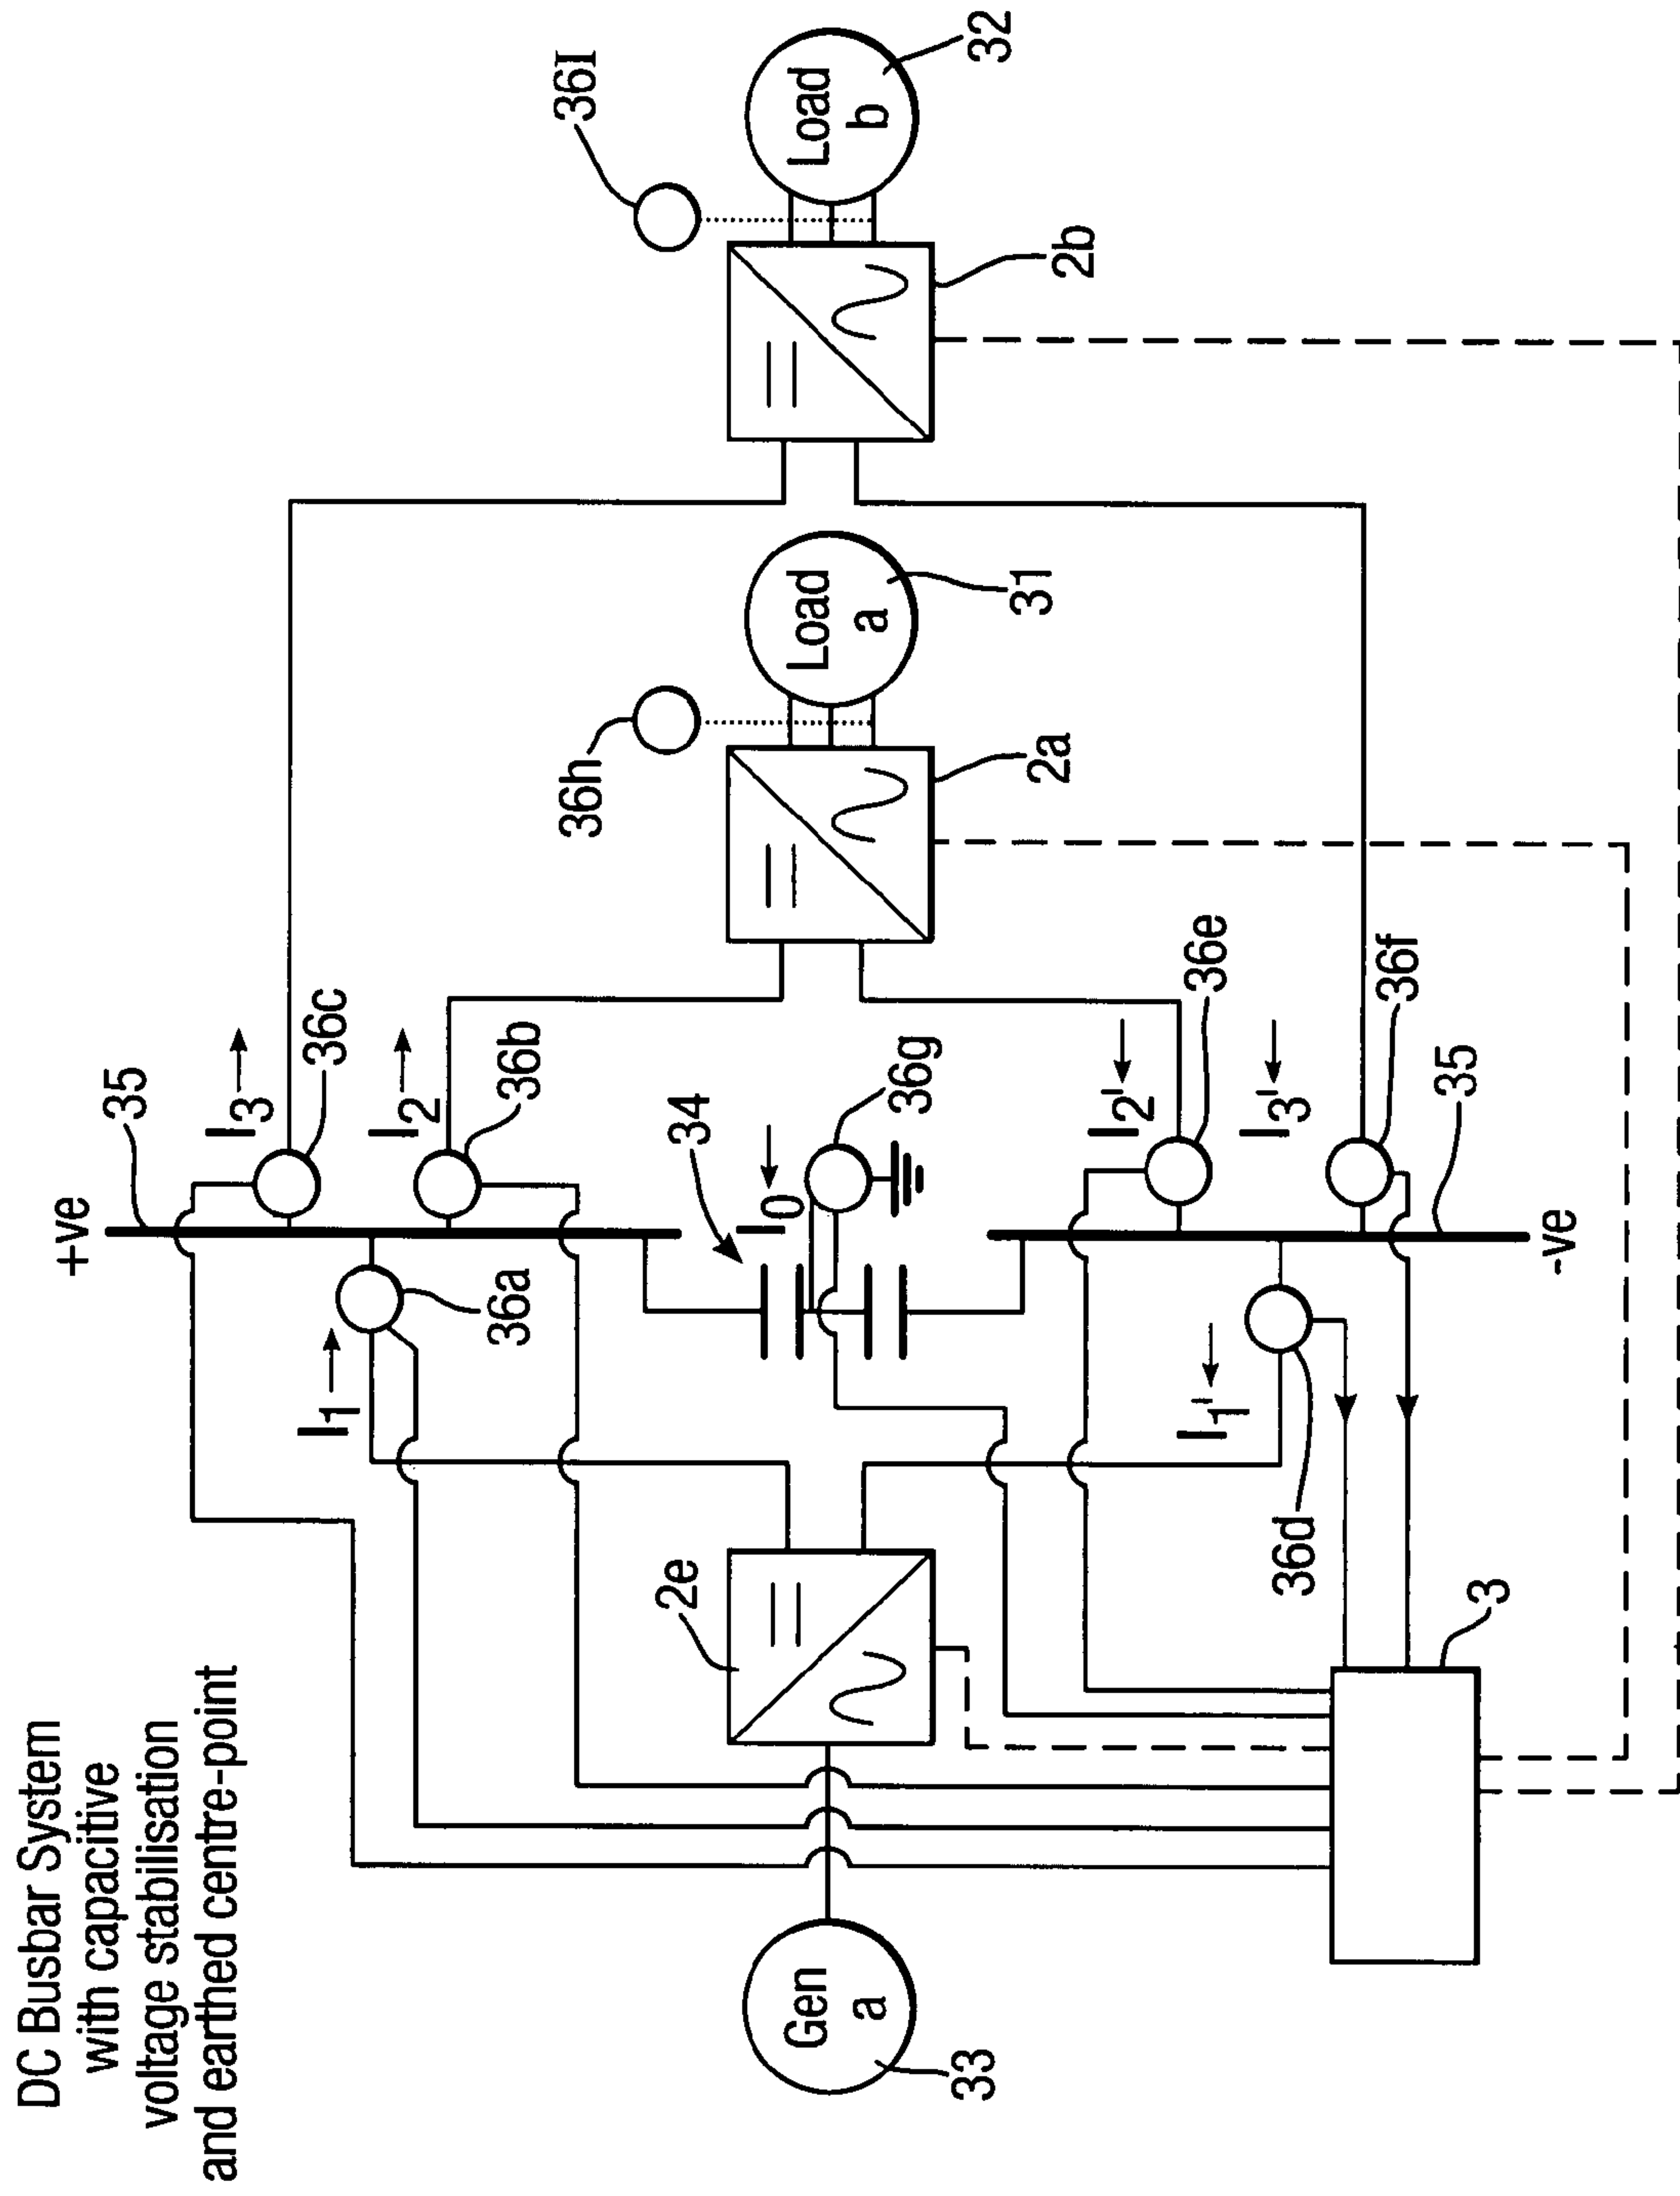 DC Busbar System
with capacitive
voltage stabilisation
and earthed centre-point
+ve
35
I3
36c
I2
36b
I1
36a
34
I0
36g
36h
Load
a
31
2a
36I
Load
b
32
2b
2e
Gen
a
33
I2'
36e
I3'
36f
35
I1'
36d
-ve
3